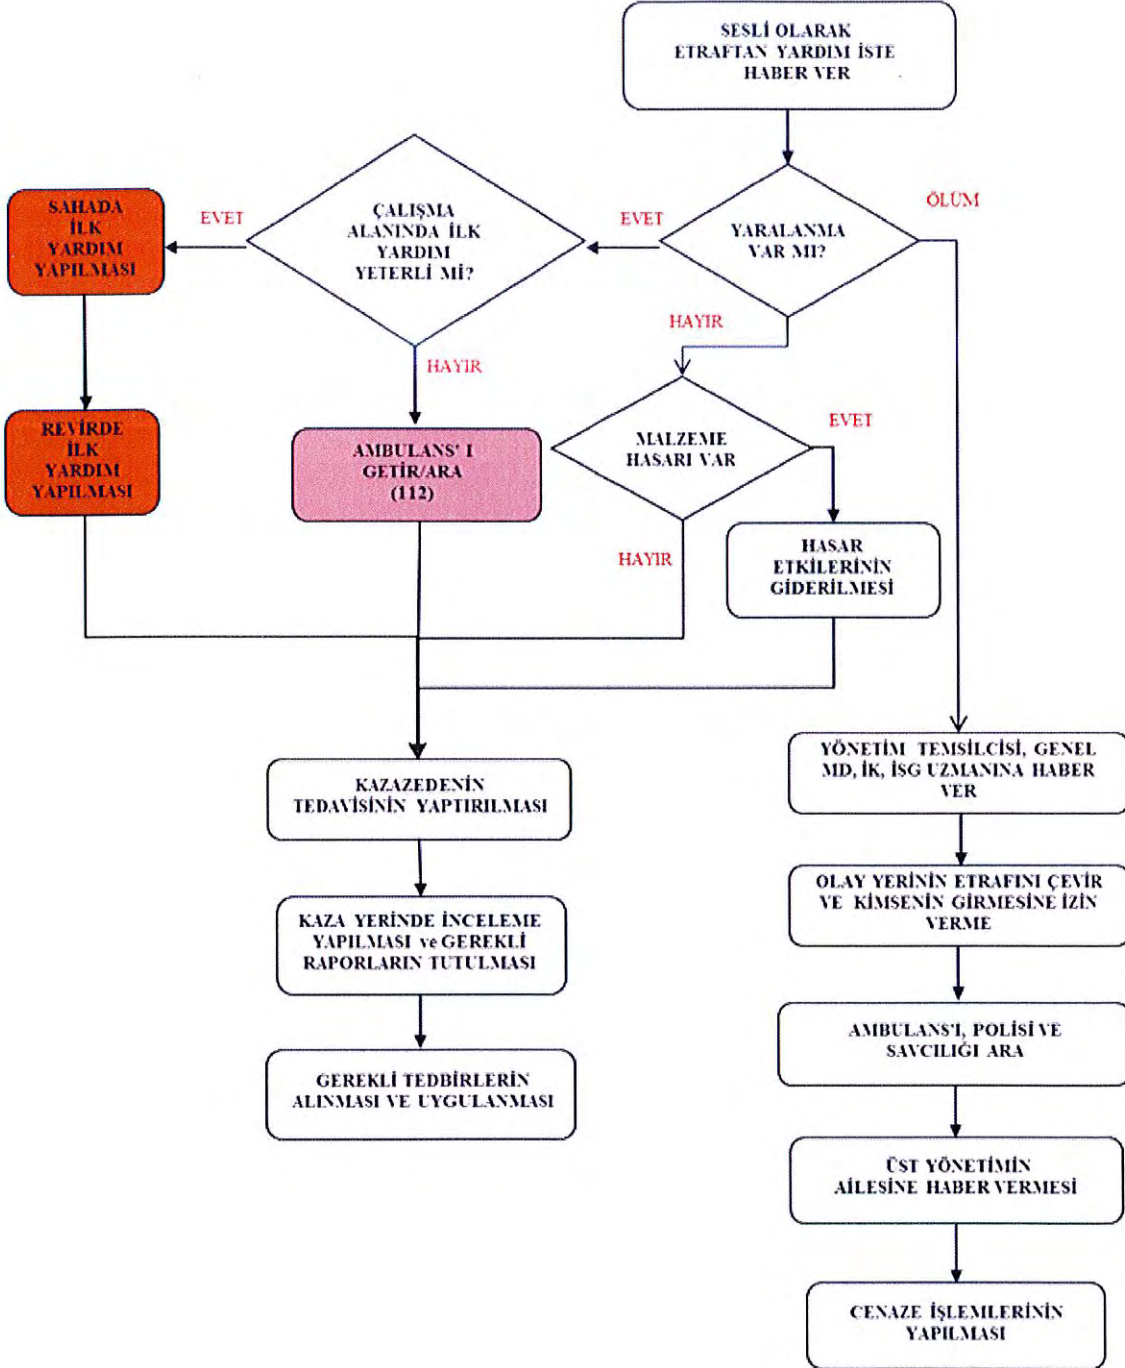 SESLİ OLARAK
ETRAFTAN YARDIM İSTE
HABER VER
ÖLÜM
YARALANMA
VAR MI?
EVET
ÇALIŞMA
ALANINDA İLK
YARDIM
YETERLİ Mİ?
EVET
SAHADA
İLK
YARDIM
YAPILMASI
HAYIR
HAYIR
REVİRDE
İLK
YARDIM
YAPILMASI
AMBULANS' I
GETİR/ARA
(112)
MALZEME
HASARI VAR
EVET
HAYIR
HASAR
ETKİLERİNİN
GİDERİLMESİ
KAZAZEDENİN
TEDAVİSİNİN YAPTIRILMASI
KAZA YERİNDE İNCELEME
YAPILMASI ve GEREKLİ
RAPORLARIN TUTULMASI
GEREKLİ TEDBİRLERİN
ALINMASI VE UYGULANMASI
YÖNETİM TEMSİLCİSİ, GENEL
MD, İK, İSG UZMANINA HABER
VER
OLAY YERİNİN ETRAFINI ÇEVİR
VE KİMSENİN GİRMESİNE İZİN
VERME
AMBULANS'I, POLİSİ VE
SAVCILIĞI ARA
ÜST YÖNETİMİN
AİLESİNE HABER VERMESİ
CENAZE İŞLEMLERİNİN
YAPILMASI